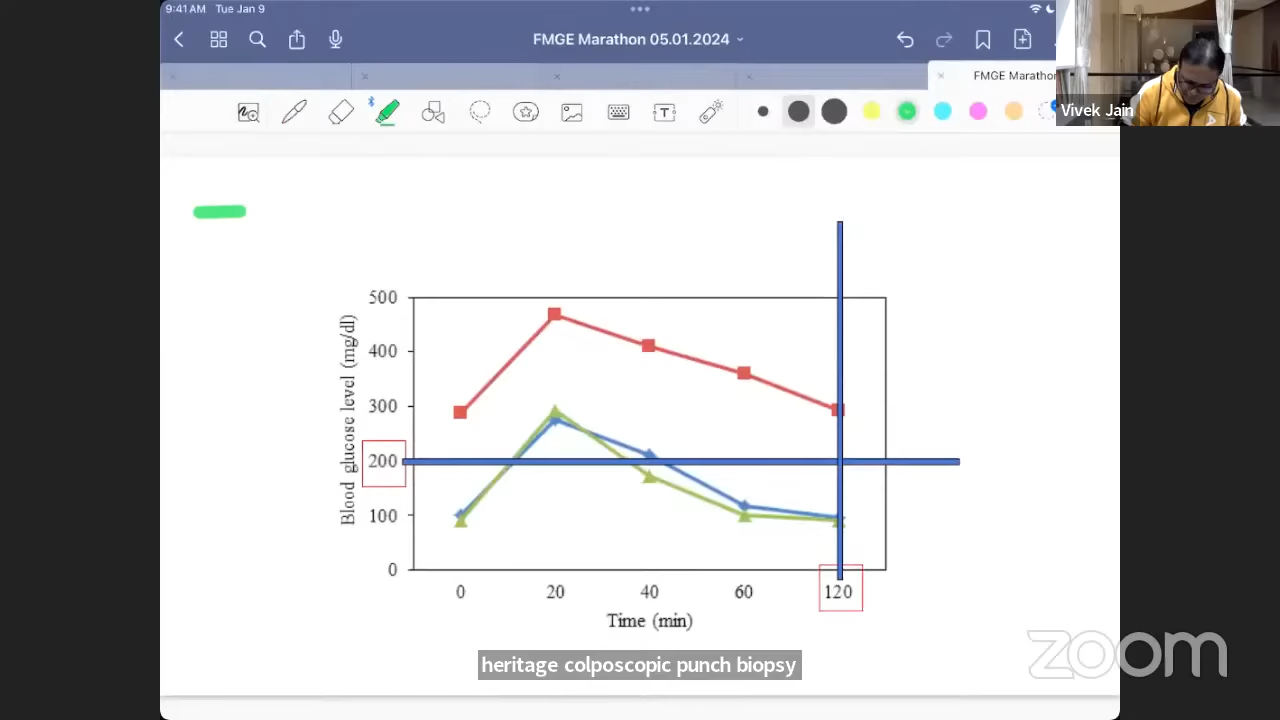 9:41 AM Tue Jan 9
FMGE Marathon 05.01.2024
FMGE Marathon
T
Vivek Jain
Blood glucose level (mg/dl)
500
400
300
200
100
0
0 20 40 60 120
Time (min)
heritage colposcopic punch biopsy
zoom